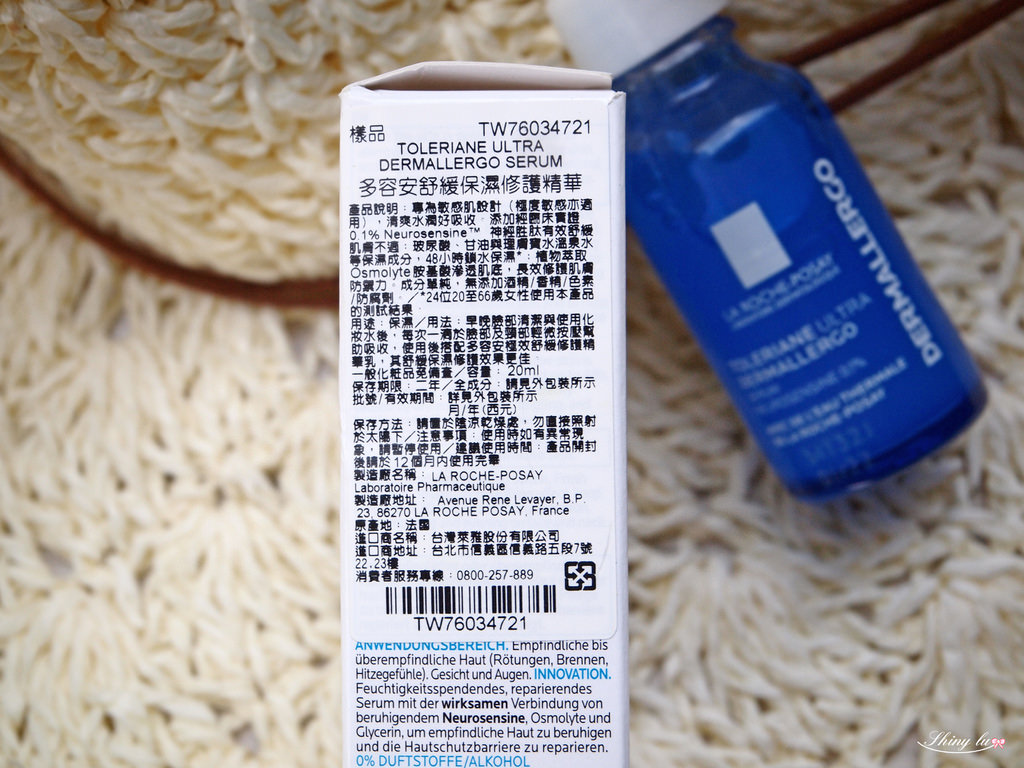 樣品 TW76034721
TOLERIANE ULTRA
DERMALLERGO SERUM
多容安舒緩保濕修護精華
產品說明：專為敏感肌設計（極度敏感亦適
用），清爽水潤好吸收。添加經臨床實證
0.1% Neurosensine™ 神經胜肽有效舒緩
肌膚不適；玻尿酸、甘油與理膚寶水溫泉水
等保濕成分，48小時鎖水保濕*；植物萃取
Osmolyte胺基酸滲透肌底，長效修護肌膚
防禦力。成分單純，無添加酒精/香精/色素
/防腐劑。／*24位20至66歲女性使用本產品
的測試結果
用途：保濕／用法：早晚臉部清潔與使用化
妝水後，每次一滴於臉部及頸部輕微按壓幫
助吸收，使用後搭配多容安極效舒緩修護精
華乳，其舒緩保濕修護效果更佳
一般化粧品免備查／容量：20ml
保存期限：二年／全成分：請見外包裝所示
批號/有效期間：詳見外包裝所示
月/年(西元)
保存方法：請置於陰涼乾燥處，勿直接照射
於太陽下／注意事項：使用時如有異常現
象，請暫停使用／建議使用時間：產品開封
後請於12個月內使用完畢
製造廠名稱：LA ROCHE-POSAY
Laboratoire Pharmaceutique
製造廠地址：Avenue Rene Levayer, B.P.
23, 86270 LA ROCHE POSAY, France
原產地：法國
進口商名稱：台灣萊雅股份有限公司
進口商地址：台北市信義區信義路五段7號
22.23樓
消費者服務專線：0800-257-889
TW76034721
ANWENDUNGSBEREICH. Empfindliche bis
überempfindliche Haut (Rötungen, Brennen,
Hitzegefühle). Gesicht und Augen. INNOVATION.
Feuchtigkeitsspendendes, reparierendes
Serum mit der wirksamen Verbindung von
beruhigendem Neurosensine, Osmolyte und
Glycerin, um empfindliche Haut zu beruhigen
und die Hautschutzbarriere zu reparieren.
0% DUFTSTOFFE/ALKOHOL
DERMALLERGO
LA ROCHE-POSAY
TOLERIANE ULTRA
DERMALLERGO
Shiny lu